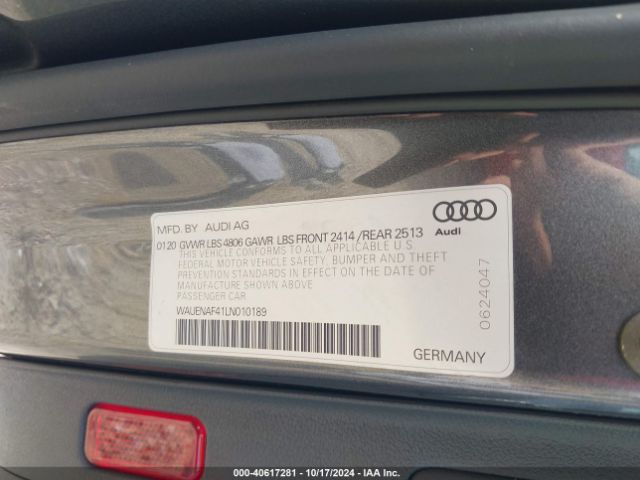 MFD. BY AUDI AG
0120 GVWR LBS 4806 GAWR LBS FRONT 2414 /REAR 2513
THIS VEHICLE CONFORMS TO ALL APPLICABLE U S
FEDERAL MOTOR VEHICLE SAFETY, BUMPER AND THEFT
PREVENTION STANDARDS IN EFFECT ON THE DATE OF
MANUFACTURE SHOWN ABOVE
PASSENGER CAR
WAUENAF41LN010189
Audi
0624047
GERMANY
000-40617281 - 10/17/2024 - IAA Inc.